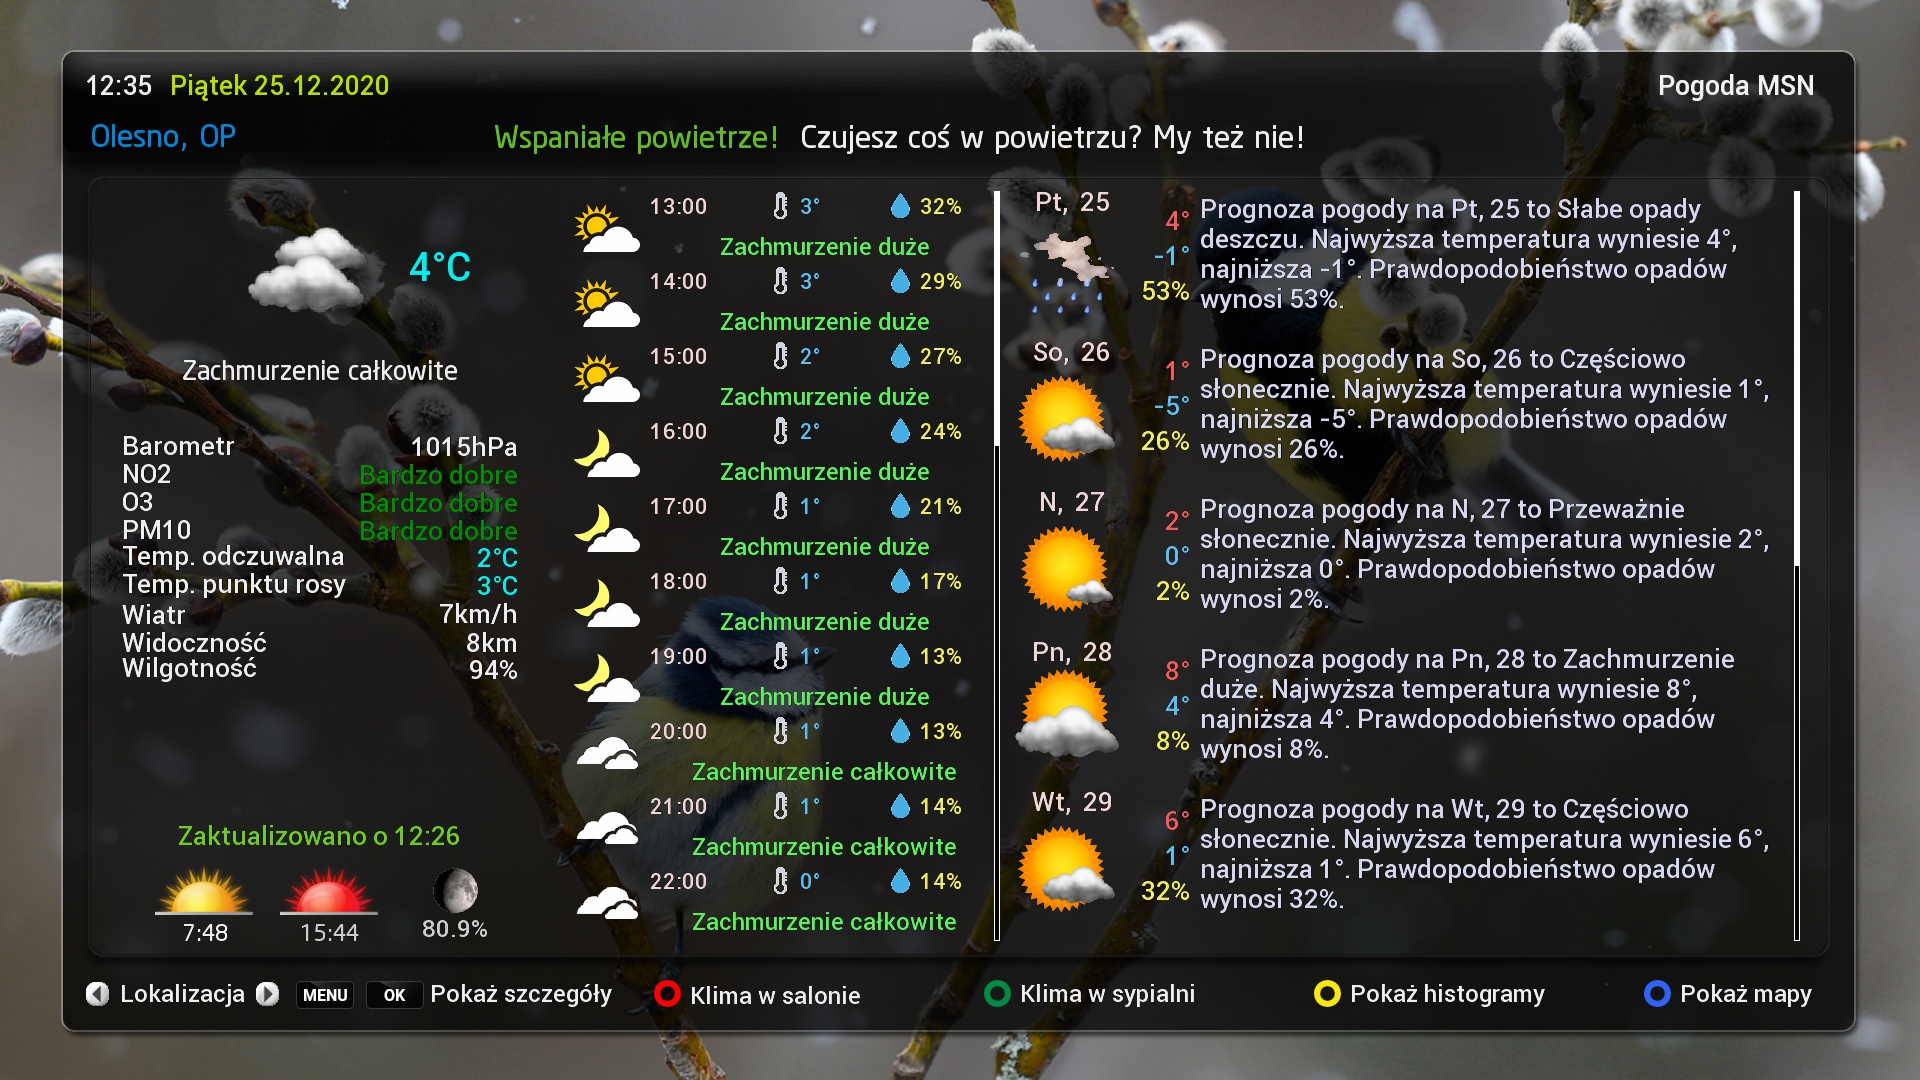 12:35 Piątek 25.12.2020
Pogoda MSN
Olesno, OP
Wspaniałe powietrze! Czujesz coś w powietrzu? My też nie!
4°C
Zachmurzenie całkowite
Barometr 1015hPa
NO2 Bardzo dobre
O3 Bardzo dobre
PM10 Bardzo dobre
Temp. odczuwalna 2°C
Temp. punktu rosy 3°C
Wiatr 7km/h
Widoczność 8km
Wilgotność 94%
Zaktualizowano o 12:26
7:48 15:44 80.9%
13:00 3° 32%
Zachmurzenie duże
14:00 3° 29%
Zachmurzenie duże
15:00 2° 27%
Zachmurzenie duże
16:00 2° 24%
Zachmurzenie duże
17:00 1° 21%
Zachmurzenie duże
18:00 1° 17%
Zachmurzenie duże
19:00 1° 13%
Zachmurzenie duże
20:00 1° 13%
Zachmurzenie całkowite
21:00 1° 14%
Zachmurzenie całkowite
22:00 0° 14%
Zachmurzenie całkowite
Pt, 25
4°
-1°
53%
Prognoza pogody na Pt, 25 to Słabe opady
deszczu. Najwyższa temperatura wyniesie 4°,
najniższa -1°. Prawdopodobieństwo opadów
wynosi 53%.
So, 26
1°
-5°
26%
Prognoza pogody na So, 26 to Częściowo
słonecznie. Najwyższa temperatura wyniesie 1°,
najniższa -5°. Prawdopodobieństwo opadów
wynosi 26%.
N, 27
2°
0°
2%
Prognoza pogody na N, 27 to Przeważnie
słonecznie. Najwyższa temperatura wyniesie 2°,
najniższa 0°. Prawdopodobieństwo opadów
wynosi 2%.
Pn, 28
8°
4°
8%
Prognoza pogody na Pn, 28 to Zachmurzenie
duże. Najwyższa temperatura wyniesie 8°,
najniższa 4°. Prawdopodobieństwo opadów
wynosi 8%.
Wt, 29
6°
1°
32%
Prognoza pogody na Wt, 29 to Częściowo
słonecznie. Najwyższa temperatura wyniesie 6°,
najniższa 1°. Prawdopodobieństwo opadów
wynosi 32%.
Lokalizacja MENU OK Pokaż szczegóły Klima w salonie Klima w sypialni Pokaż histogramy Pokaż mapy